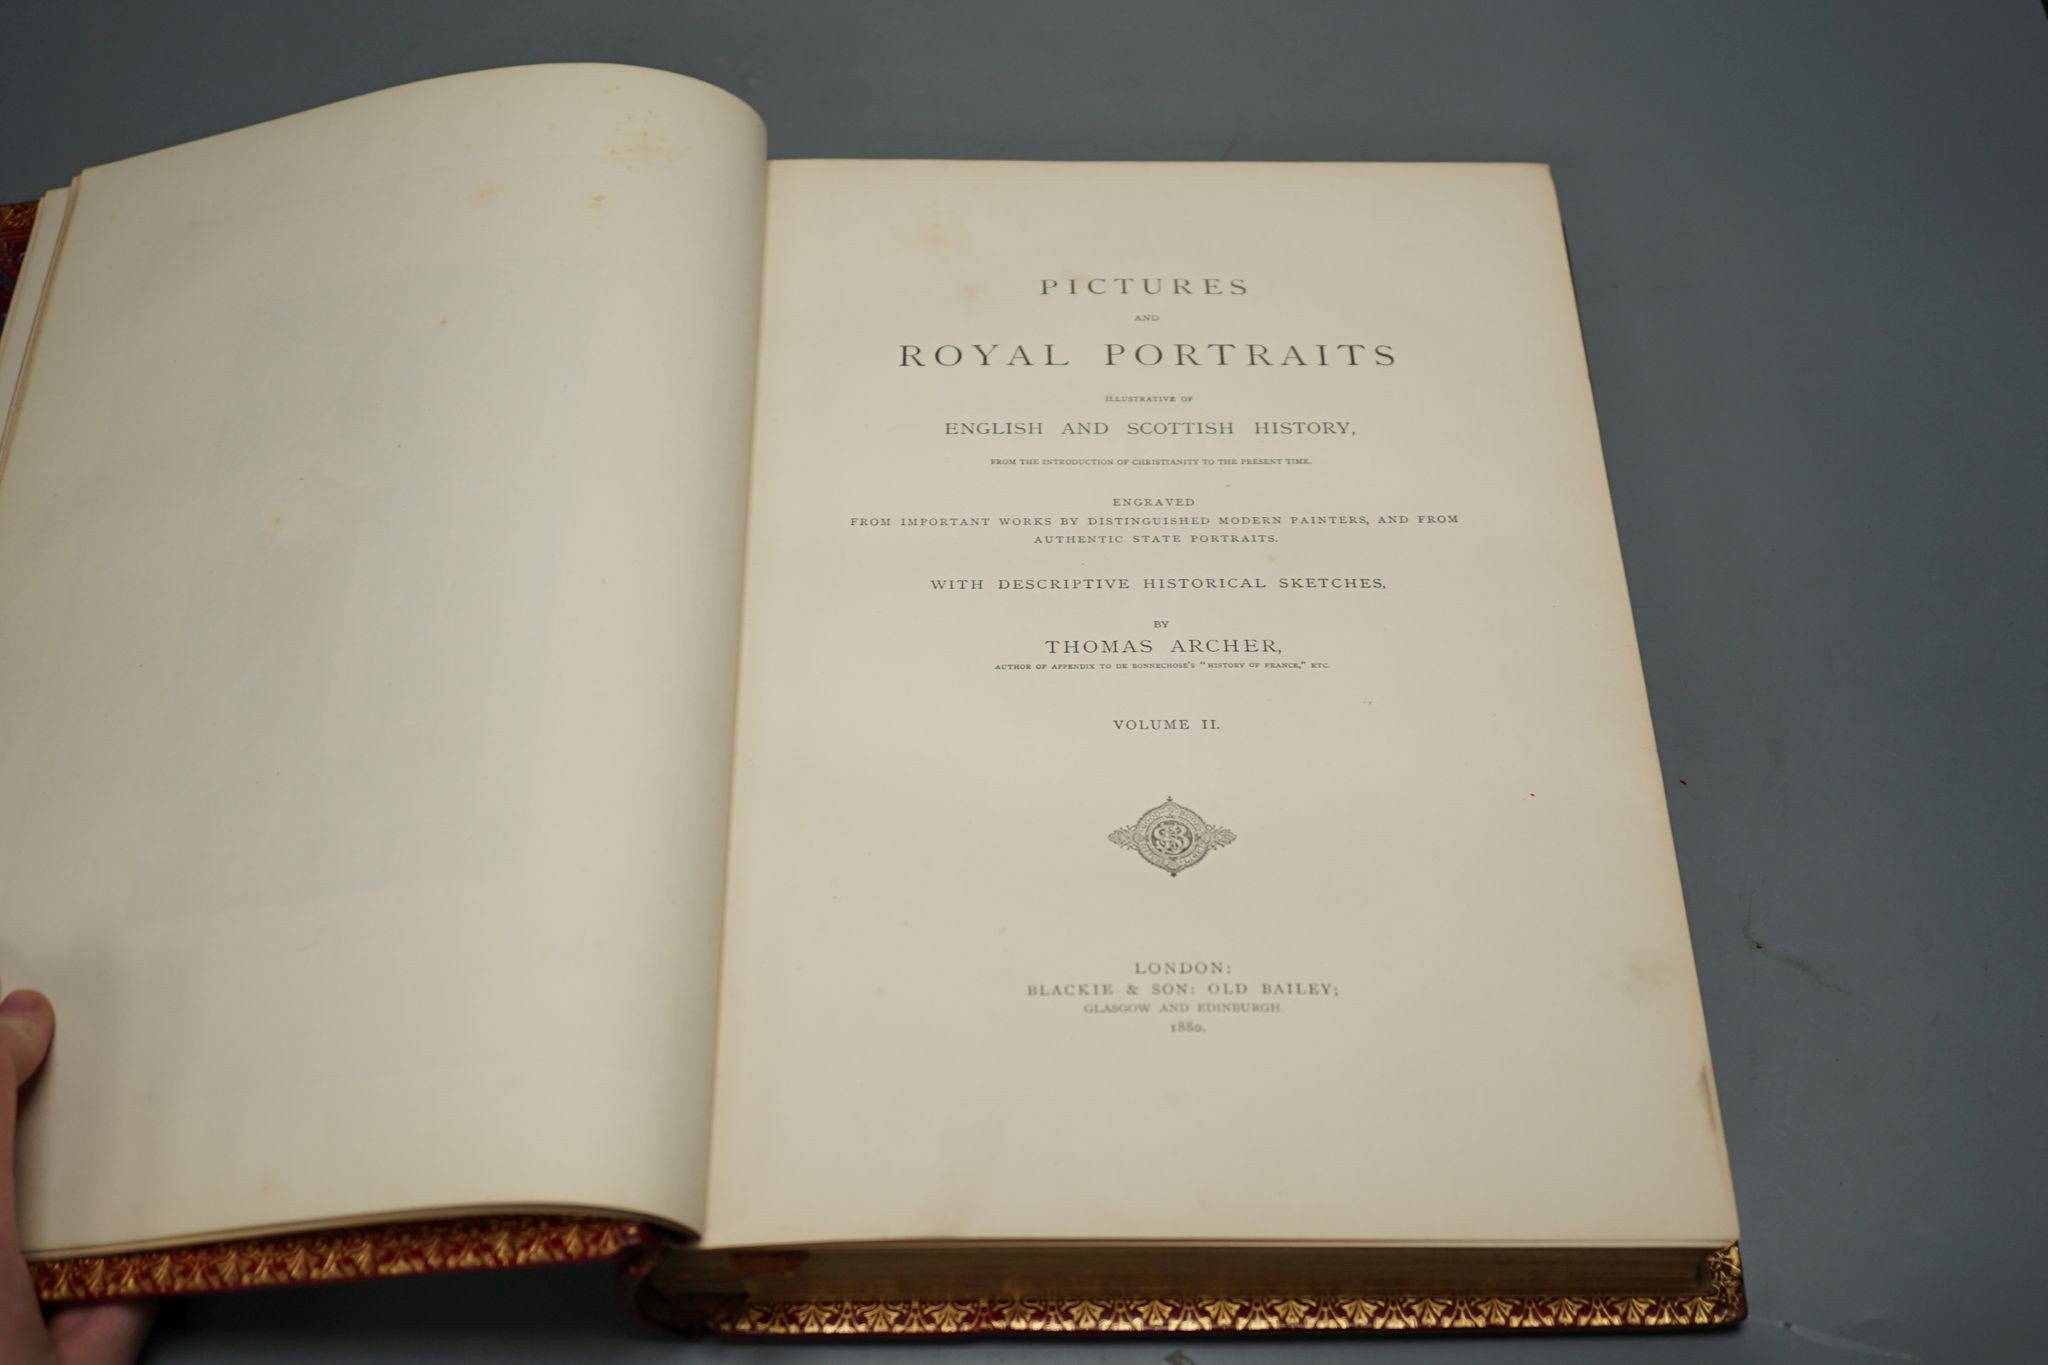 PICTURES
AND
ROYAL PORTRAITS
ILLUSTRATIVE OF
ENGLISH AND SCOTTISH HISTORY,
FROM THE INTRODUCTION OF CHRISTIANITY TO THE PRESENT TIME.
ENGRAVED
FROM IMPORTANT WORKS BY DISTINGUISHED MODERN PAINTERS, AND FROM
AUTHENTIC STATE PORTRAITS.
WITH DESCRIPTIVE HISTORICAL SKETCHES,
BY
THOMAS ARCHER,
AUTHOR OF APPENDIX TO DE BONNECHOSE'S "HISTORY OF FRANCE," ETC.
VOLUME II.
LONDON:
BLACKIE & SON: OLD BAILEY;
GLASGOW AND EDINBURGH.
1880.